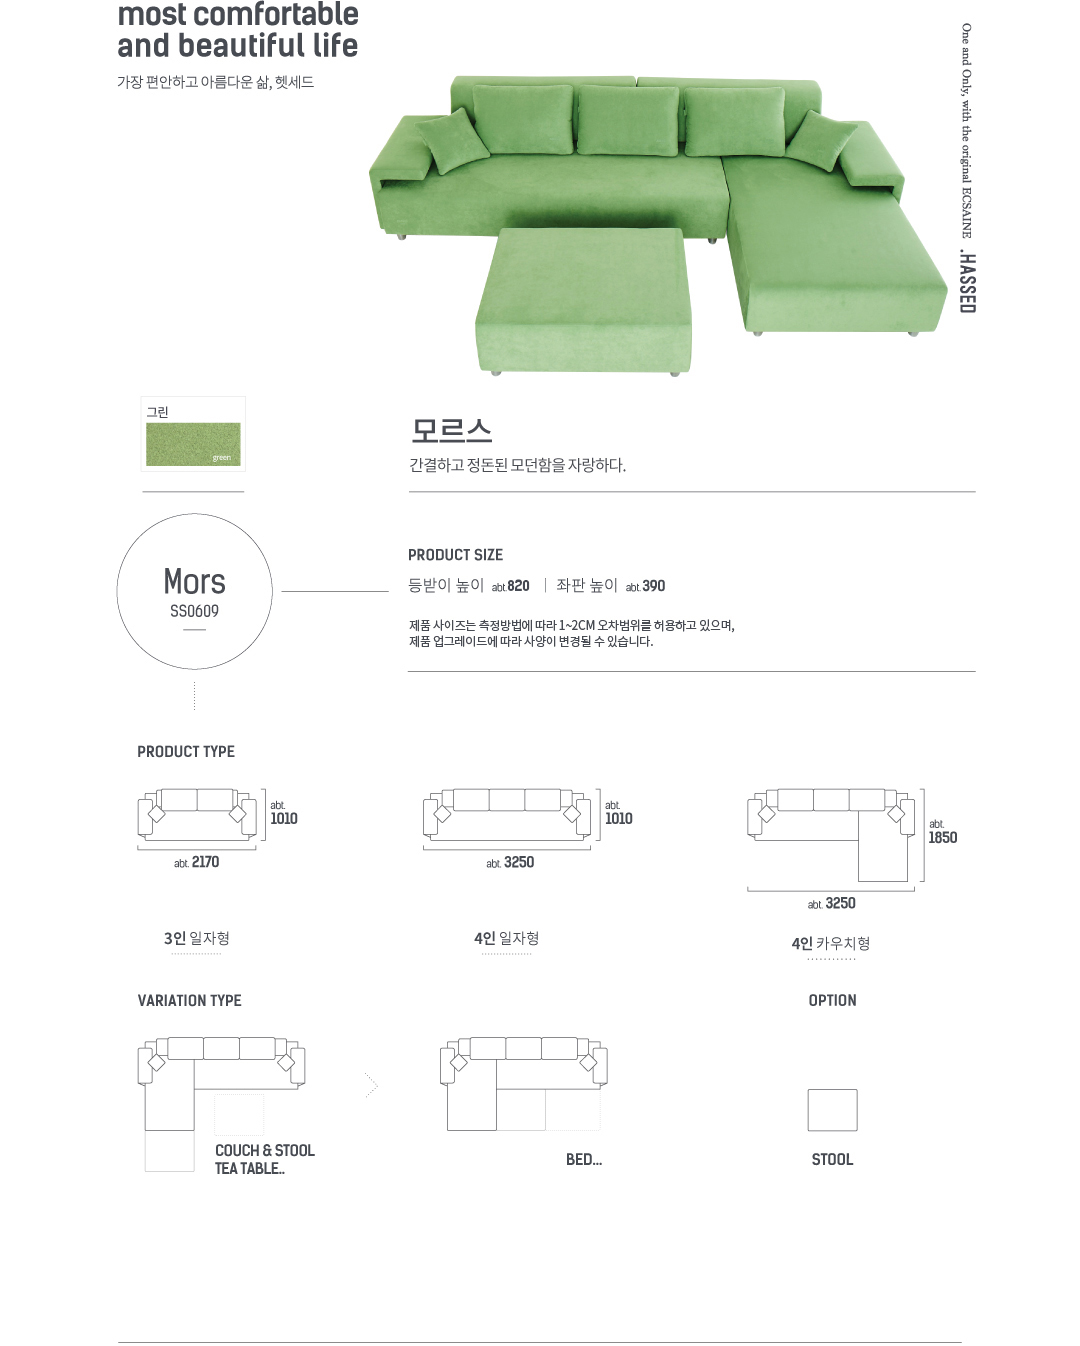 most comfortable
and beautiful life
가장 편안하고 아름다운 삶, 헷세드
One and Only, with the original ECSAINE .HASSED
그린
green
모르스
간결하고 정돈된 모던함을 자랑하다.
Mors
SS0609
PRODUCT SIZE
등받이 높이 abt.820 | 좌판 높이 abt.390
제품 사이즈는 측정방법에 따라 1~2CM 오차범위를 허용하고 있으며,
제품 업그레이드에 따라 사양이 변경될 수 있습니다.
PRODUCT TYPE
abt.
1010
abt. 2170
3인 일자형
abt.
1010
abt. 3250
4인 일자형
abt.
1850
abt. 3250
4인 카우치형
VARIATION TYPE
COUCH & STOOL
TEA TABLE..
BED...
OPTION
STOOL